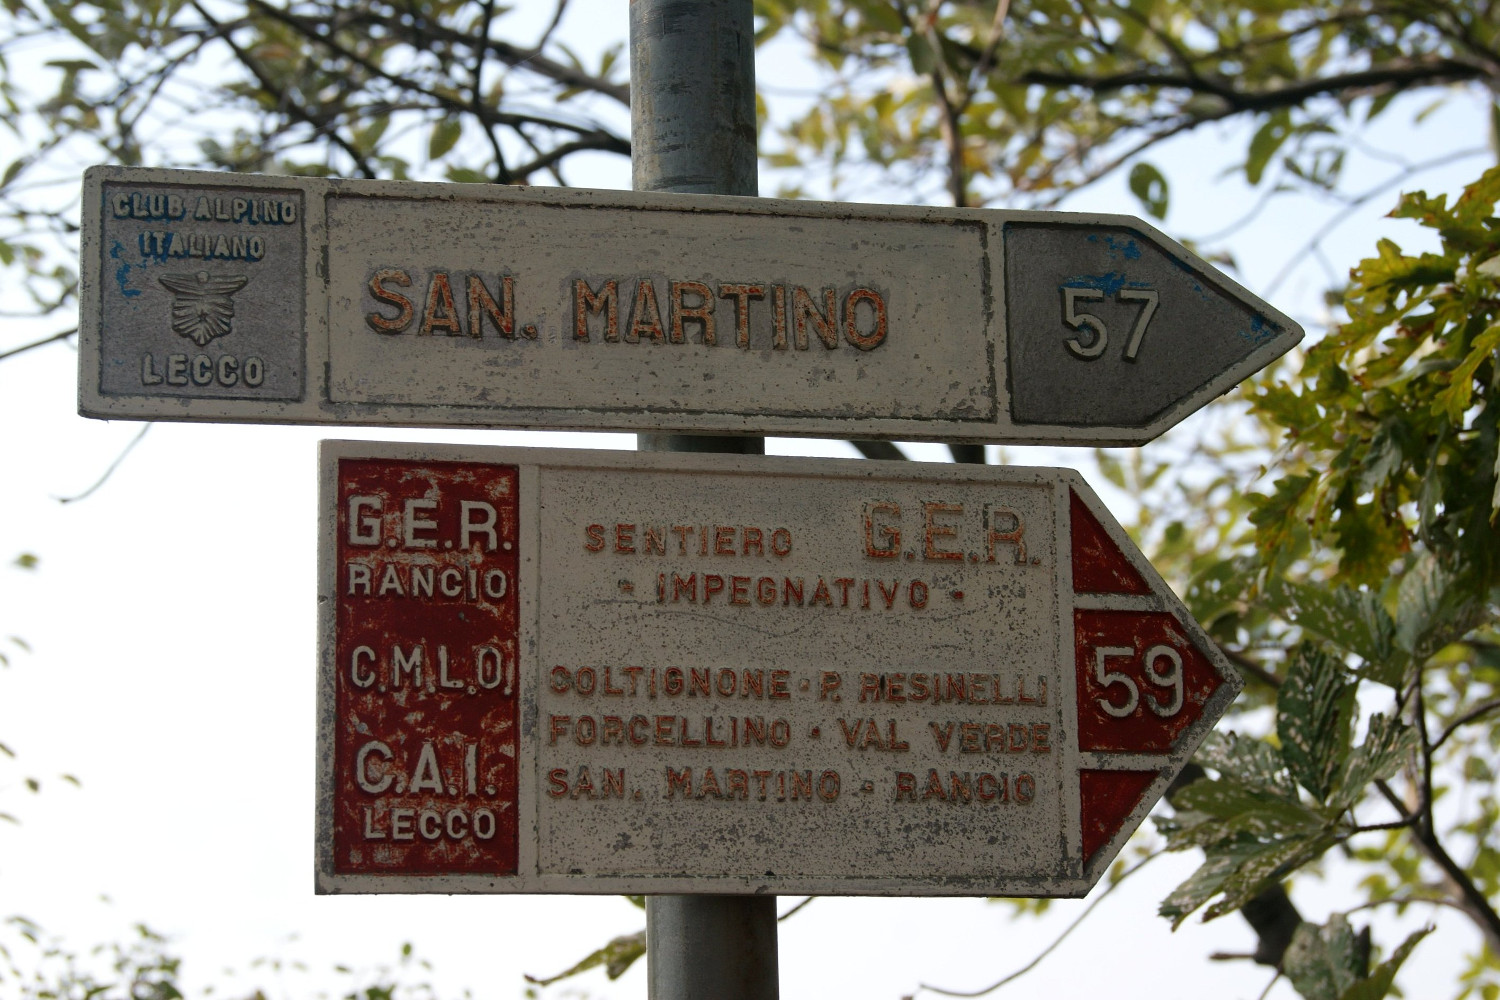 CLUB ALPINO
ITALIANO
LECCO
SAN. MARTINO
57
G.E.R.
RANCIO
C.M.L.O.
C.A.I.
LECCO
SENTIERO G.E.R.
- IMPEGNATIVO -
COLTIGNONE - P. RESINELLI
FORCELLINO - VAL VERDE
SAN. MARTINO - RANCIO
59